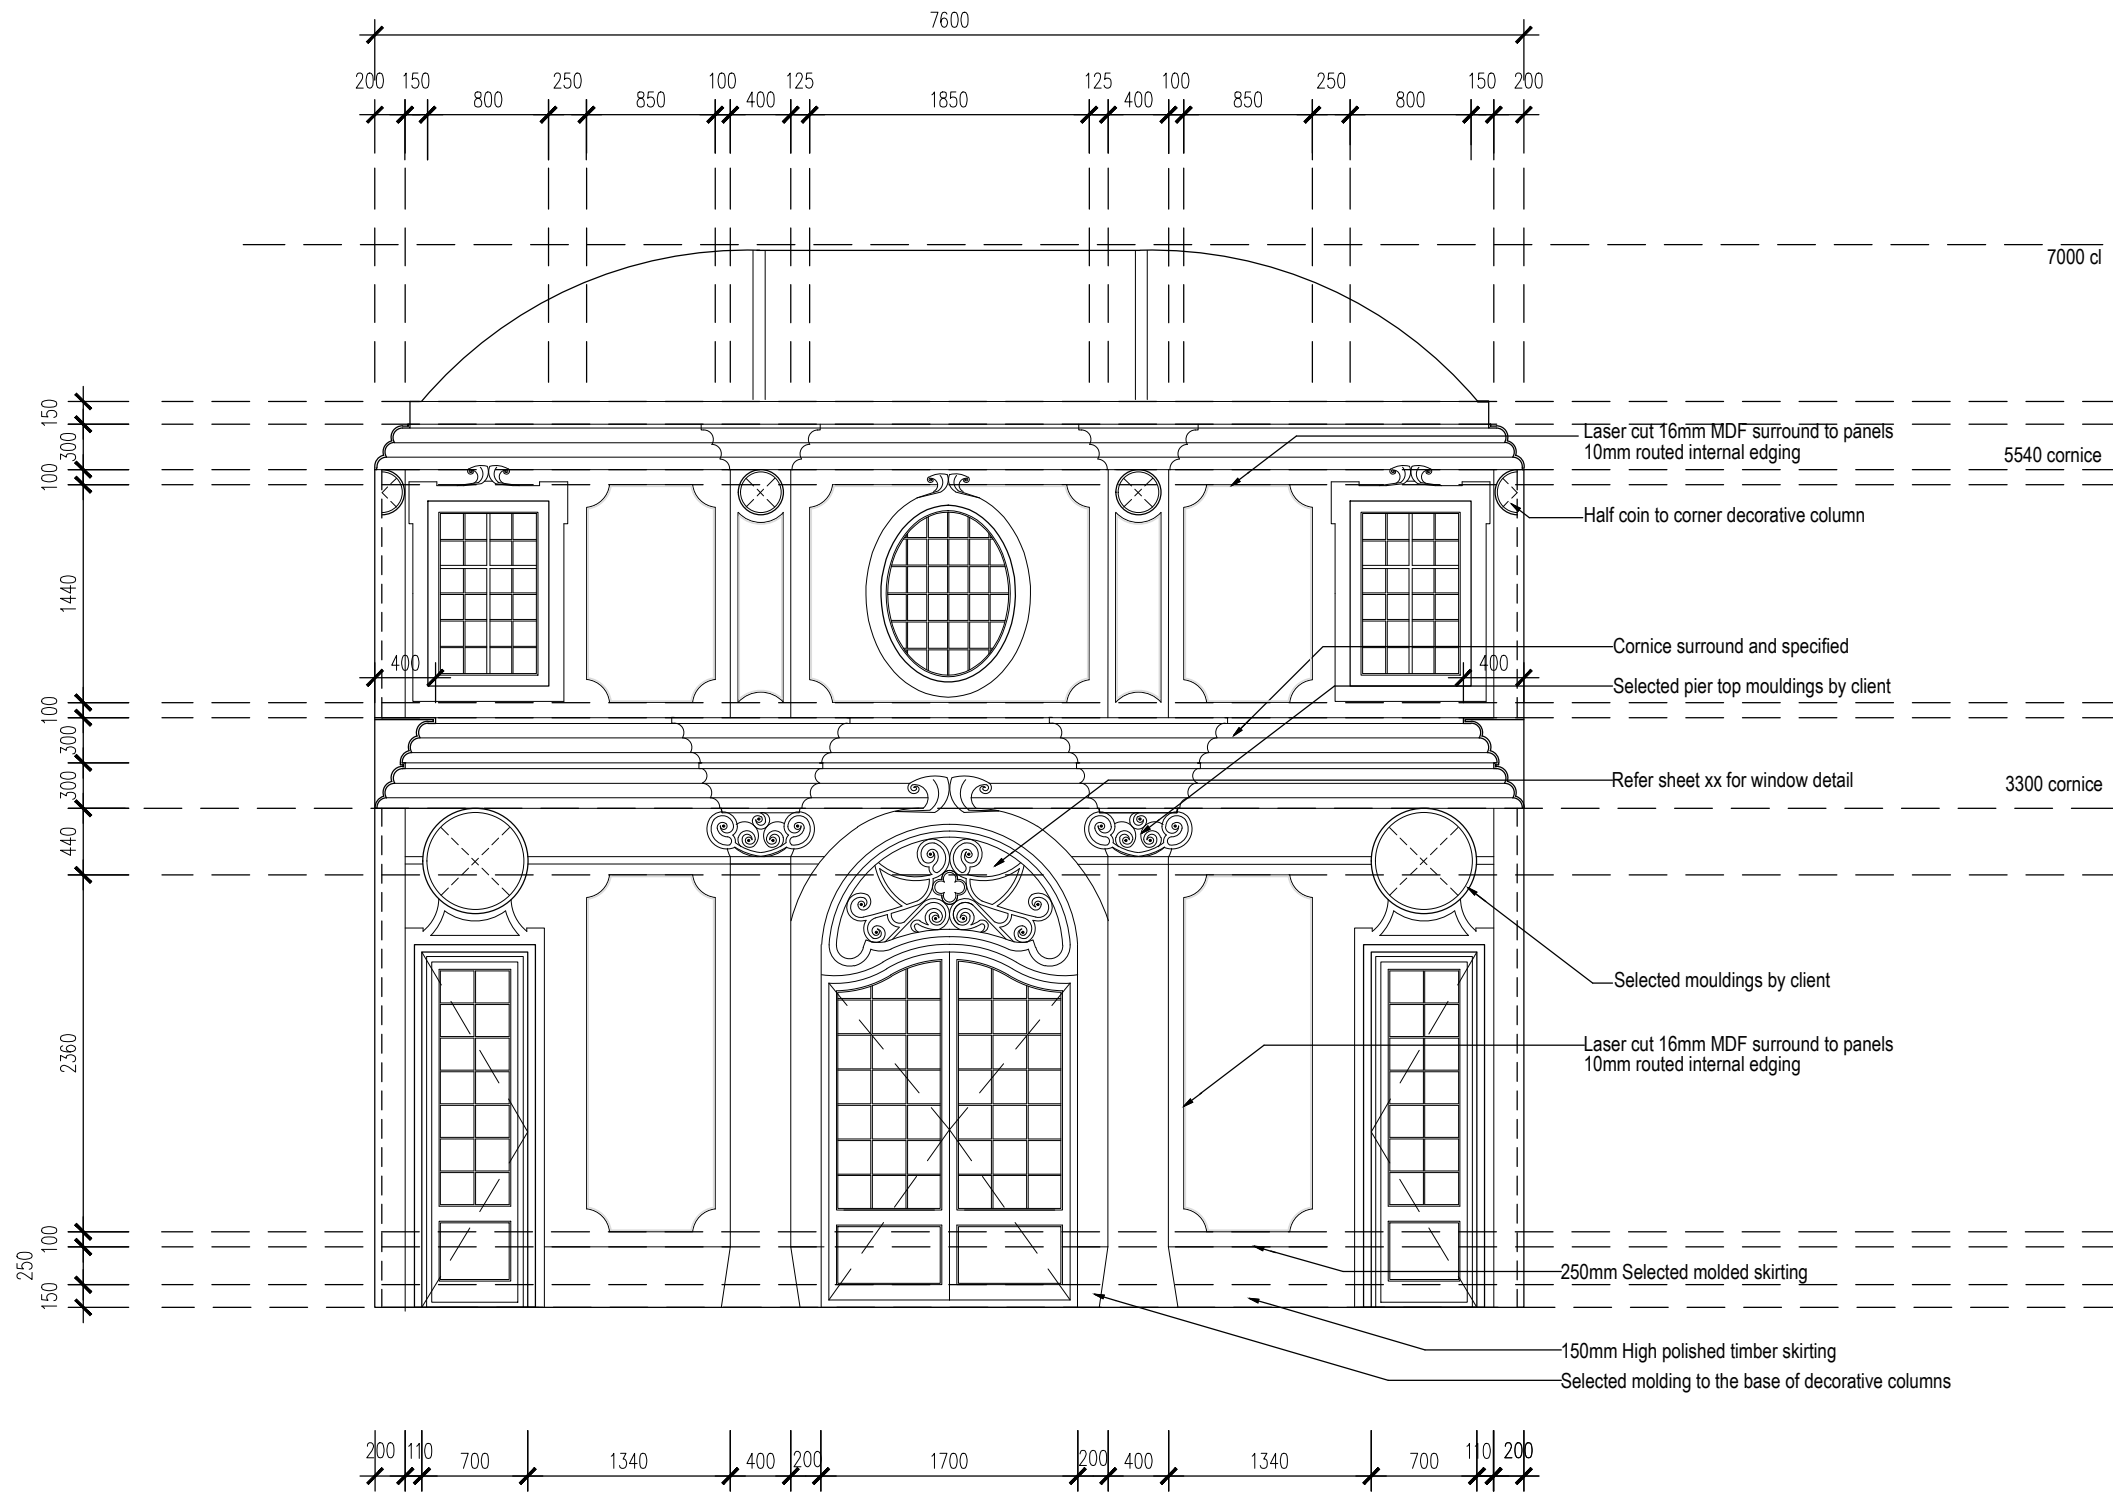 7600
200 150 250 100 125 125 100 250 150 200
800 850 400 1850 400 850 800
7000 cl
150
300
100
1440
100
300
300
440
2360
100
250
150
400
400
Laser cut 16mm MDF surround to panels
10mm routed internal edging
5540 cornice
Half coin to corner decorative column
Cornice surround and specified
Selected pier top mouldings by client
Refer sheet xx for window detail
3300 cornice
Selected mouldings by client
Laser cut 16mm MDF surround to panels
10mm routed internal edging
250mm Selected molded skirting
150mm High polished timber skirting
Selected molding to the base of decorative columns
200 110 700 1340 400 200 1700 200 400 1340 700 110 200